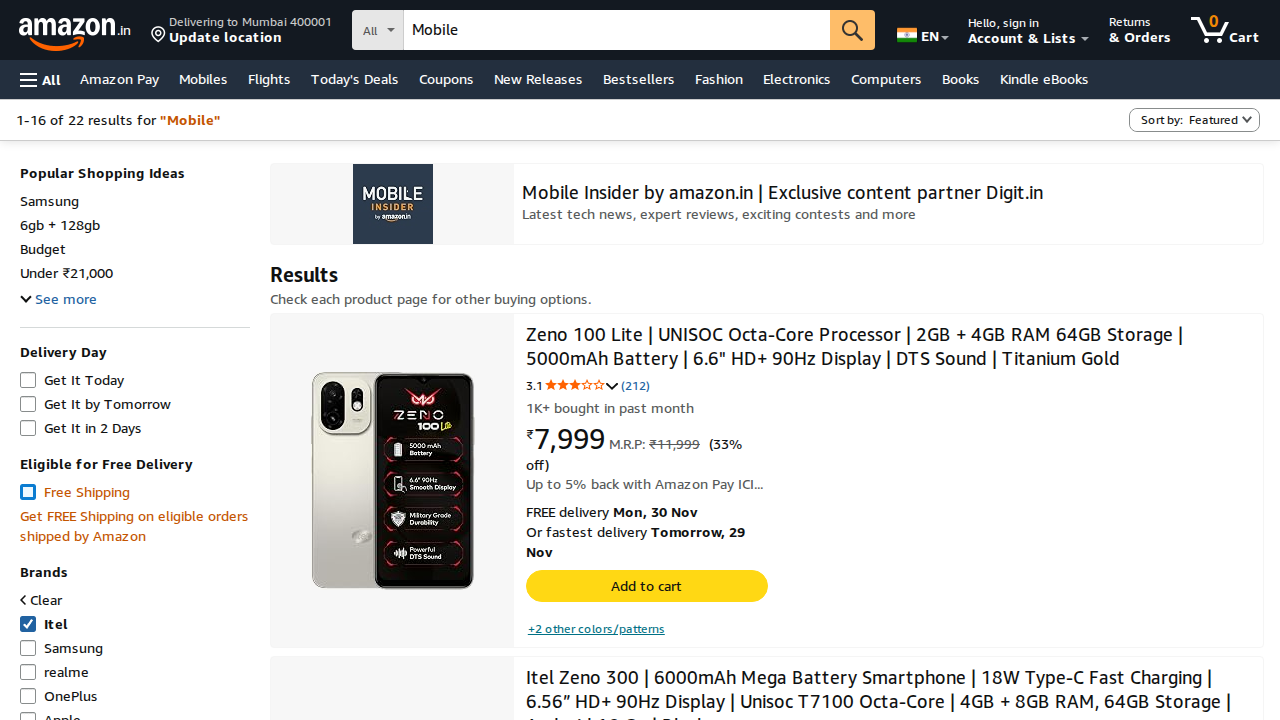 amazon.in
Delivering to Mumbai 400001
Update location
All
Mobile
EN
Hello, sign in
Account & Lists
Returns
& Orders
0
Cart
All
Amazon Pay
Mobiles
Flights
Today's Deals
Coupons
New Releases
Bestsellers
Fashion
Electronics
Computers
Books
Kindle eBooks
1-16 of 22 results for "Mobile"
Sort by: Featured
Popular Shopping Ideas
Samsung
6gb + 128gb
Budget
Under ₹21,000
See more
Delivery Day
Get It Today
Get It by Tomorrow
Get It in 2 Days
Eligible for Free Delivery
Free Shipping
Get FREE Shipping on eligible orders
shipped by Amazon
Brands
Clear
Itel
Samsung
realme
OnePlus
Apple
MOBILE
INSIDER
by amazon.in
Mobile Insider by amazon.in | Exclusive content partner Digit.in
Latest tech news, expert reviews, exciting contests and more
Results
Check each product page for other buying options.
ZENO
100 Lite
5000 mAh
Battery
6.6" 90Hz
Smooth Display
Military Grade
Durability
Powerful
DTS Sound
Zeno 100 Lite | UNISOC Octa-Core Processor | 2GB + 4GB RAM 64GB Storage |
5000mAh Battery | 6.6" HD+ 90Hz Display | DTS Sound | Titanium Gold
3.1 (212)
1K+ bought in past month
₹7,999 M.R.P: ₹11,999 (33%
off)
Up to 5% back with Amazon Pay ICI...
FREE delivery Mon, 30 Nov
Or fastest delivery Tomorrow, 29
Nov
Add to cart
+2 other colors/patterns
Itel Zeno 300 | 6000mAh Mega Battery Smartphone | 18W Type-C Fast Charging |
6.56” HD+ 90Hz Display | Unisoc T7100 Octa-Core | 4GB + 8GB RAM, 64GB Storage |